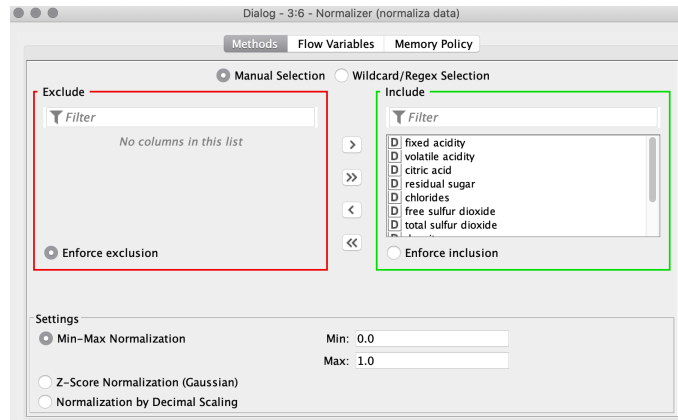 Dialog - 3:6 - Normalizer (normaliza data)
Methods Flow Variables Memory Policy
Manual Selection Wildcard/Regex Selection
Exclude Include
Filter Filter
No columns in this list
> 
>>
<
<<
D fixed acidity
D volatile acidity
D citric acid
D residual sugar
D chlorides
D free sulfur dioxide
D total sulfur dioxide
Enforce exclusion Enforce inclusion
Settings
Min-Max Normalization Min: 0.0
Max: 1.0
Z-Score Normalization (Gaussian)
Normalization by Decimal Scaling